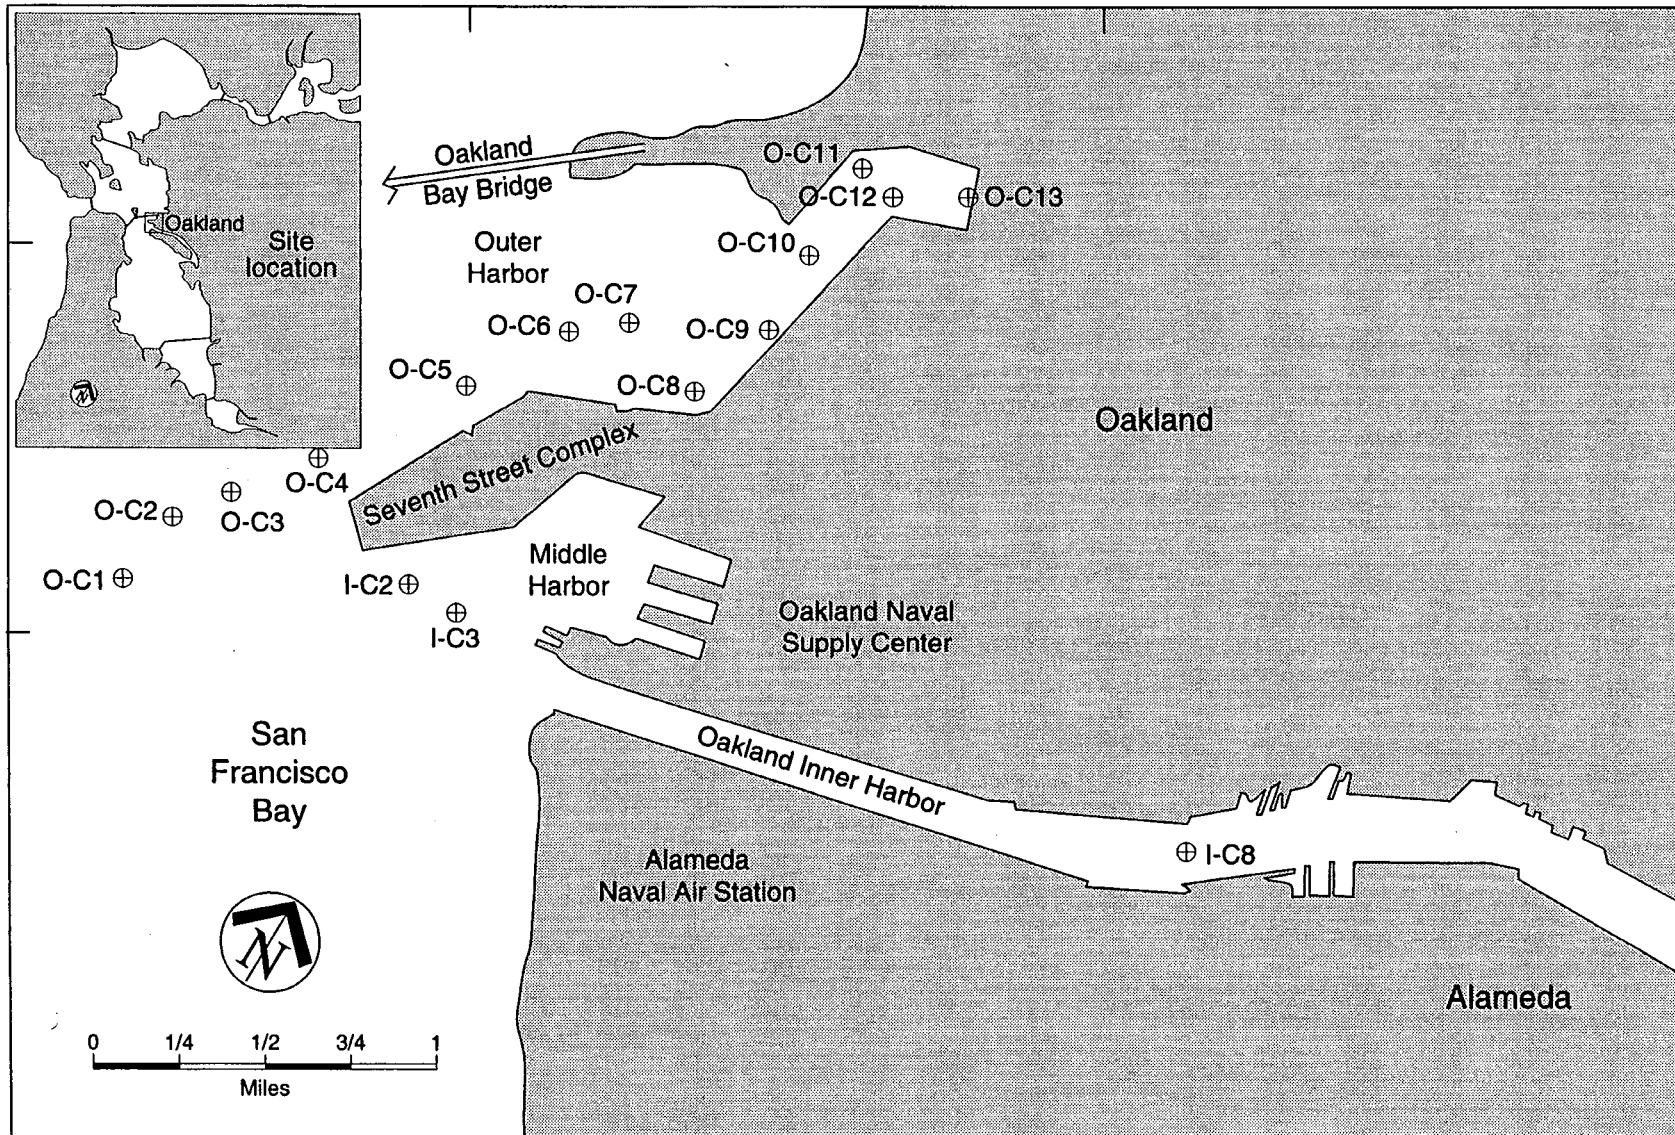 Oakland
Site
location
Oakland
Bay Bridge
O-C11
O-C12
O-C13
Outer
Harbor
O-C10
O-C7
O-C6
O-C9
O-C5
O-C8
Oakland
Seventh Street Complex
O-C4
O-C2
O-C3
O-C1
I-C2
I-C3
Middle
Harbor
Oakland Naval
Supply Center
San
Francisco
Bay
Oakland Inner Harbor
I-C8
Alameda
Naval Air Station
N
N
Alameda
0 1/4 1/2 3/4 1
Miles